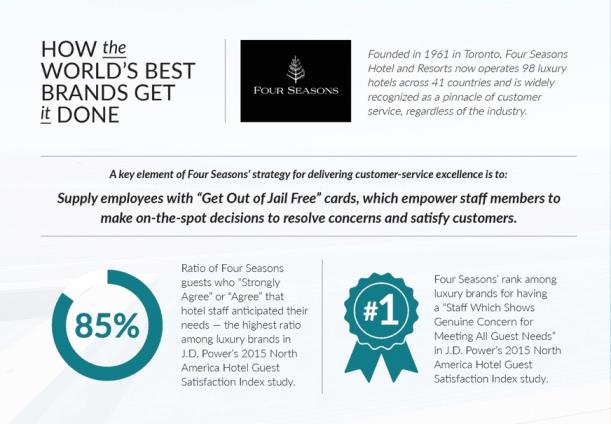 HOW the
WORLD'S BEST
BRANDS GET
it DONE
FOUR SEASONS
Founded in 1961 in Toronto, Four Seasons
Hotel and Resorts now operates 98 luxury
hotels across 41 countries and is widely
recognized as a pinnacle of customer
service, regardless of the industry.
A key element of Four Seasons' strategy for delivering customer-service excellence is to:
Supply employees with “Get Out of Jail Free” cards, which empower staff members to
make on-the-spot decisions to resolve concerns and satisfy customers.
85%
Ratio of Four Seasons
guests who “Strongly
Agree” or “Agree” that
hotel staff anticipated their
needs — the highest ratio
among luxury brands in
J.D. Power's 2015 North
America Hotel Guest
Satisfaction Index study.
#1
Four Seasons' rank among
luxury brands for having
a “Staff Which Shows
Genuine Concern for
Meeting All Guest Needs”
in J.D. Power's 2015 North
America Hotel Guest
Satisfaction Index study.